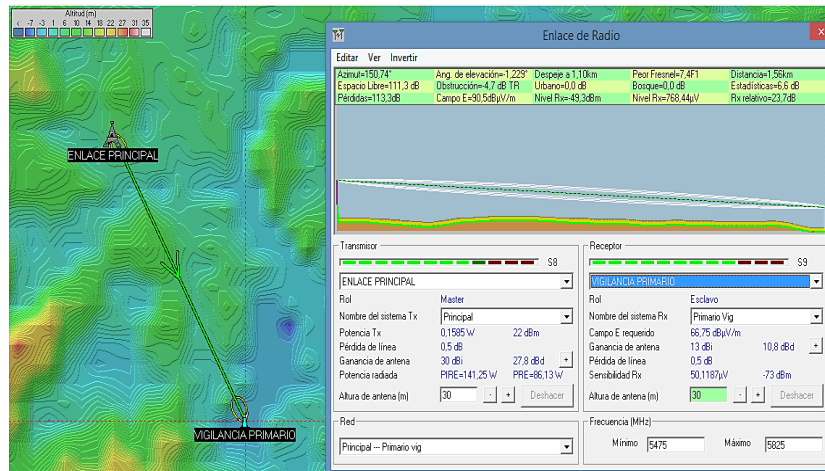 Altitud (m)
< -7 -3 1 6 10 14 18 22 27 31 35
ENLACE PRINCIPAL
VIGILANCIA PRIMARIO
Enlace de Radio
Editar Ver Invertir
Azimut=150,74° Ang. de elevación=-1,229° Despeje a 1,10km Peor Fresnel=7,4F1 Distancia=1,56km
Espacio Libre=111,3 dB Obstrucción=-4,7 dB TR Urbano=0,0 dB Bosque=0,0 dB Estadísticas=6,6 dB
Pérdidas=113,3dB Campo E=90,5dBµV/m Nivel Rx=-49,3dBm Nivel Rx=768,44µV Rx relativo=23,7dB
Transmisor
S8
ENLACE PRINCIPAL
Rol Master
Nombre del sistema Tx Principal
Potencia Tx 0,1585 W 22 dBm
Pérdida de línea 0,5 dB
Ganancia de antena 30 dBi 27,8 dBd +
Potencia radiada PIRE=141,25 W PRE=86,13 W
Altura de antena (m) 30 - + Deshacer
Receptor
S9
VIGILANCIA PRIMARIO
Rol Esclavo
Nombre del sistema Rx Primario Vig
Campo E requerido 66,75 dBµV/m
Ganancia de antena 13 dBi 10,8 dBd +
Pérdida de línea 0,5 dB
Sensibilidad Rx 50,1187µV -73 dBm
Altura de antena (m) 30 - + Deshacer
Red
Principal --- Primario vig
Frecuencia (MHz)
Mínimo 5475 Máximo 5825